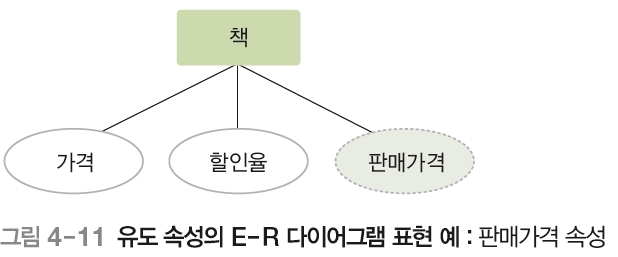 책
가격 할인율 판매가격
그림 4-11 유도 속성의 E-R 다이어그램 표현 예 : 판매가격 속성